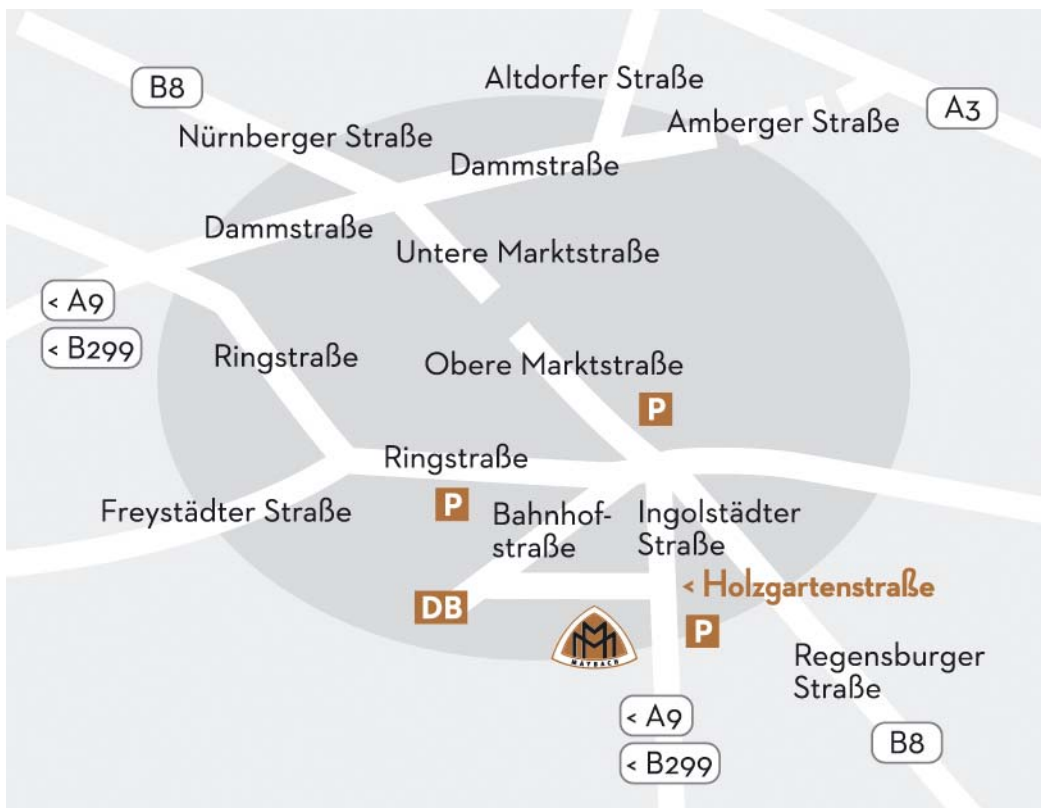 Altdorfer Straße
B8
Amberger Straße
A3
Nürnberger Straße
Dammstraße
Dammstraße
Untere Marktstraße
< A9
< B299
Ringstraße
Obere Marktstraße
P
Ringstraße
P
Freystädter Straße
Bahnhof-
straße
Ingolstädter
Straße
< Holzgartenstraße
DB
P
MAYBACH
Regensburger
Straße
< A9
< B299
B8